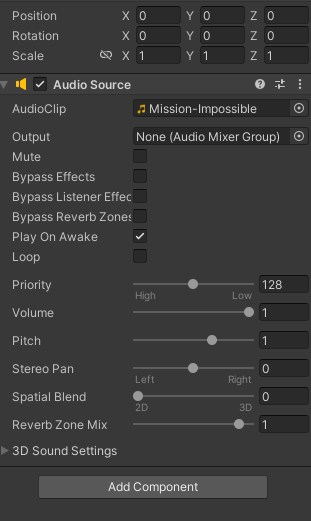 Position X 0 Y 0 Z 0
Rotation X 0 Y 0 Z 0
Scale X 1 Y 1 Z 1
Audio Source
AudioClip Mission-Impossible
Output None (Audio Mixer Group)
Mute
Bypass Effects
Bypass Listener Effec
Bypass Reverb Zones
Play On Awake
Loop
Priority 128
High Low
Volume 1
Pitch 1
Stereo Pan 0
Left Right
Spatial Blend 0
2D 3D
Reverb Zone Mix 1
3D Sound Settings
Add Component